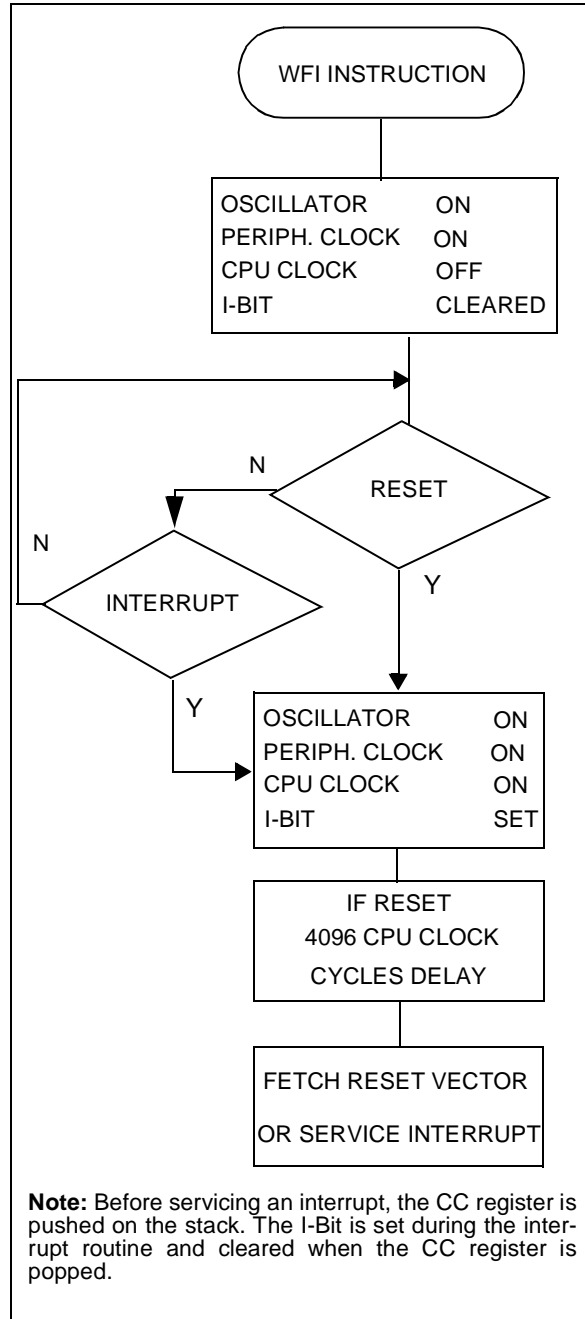 WFI INSTRUCTION
OSCILLATOR ON
PERIPH. CLOCK ON
CPU CLOCK OFF
I-BIT CLEARED
N
RESET
N
INTERRUPT
Y
Y
OSCILLATOR ON
PERIPH. CLOCK ON
CPU CLOCK ON
I-BIT SET
IF RESET
4096 CPU CLOCK
CYCLES DELAY
FETCH RESET VECTOR
OR SERVICE INTERRUPT
Note: Before servicing an interrupt, the CC register is
pushed on the stack. The I-Bit is set during the inter-
rupt routine and cleared when the CC register is
popped.